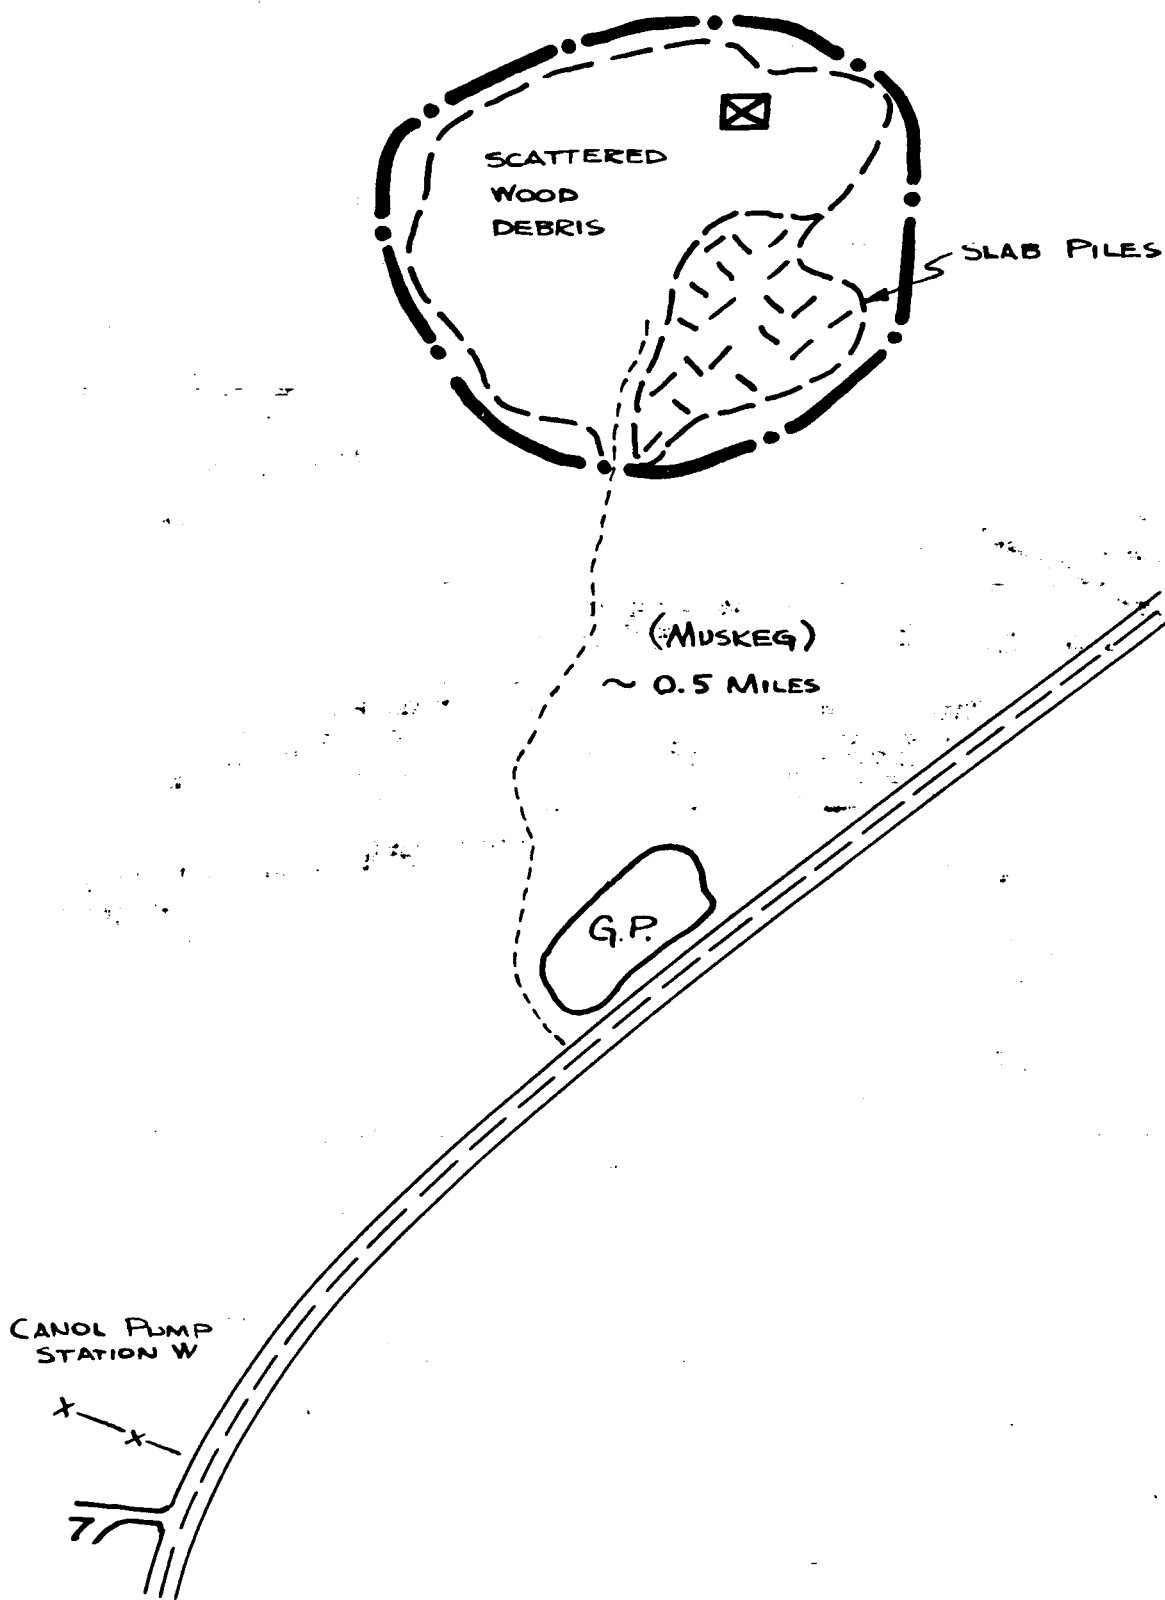 SCATTERED
WOOD
DEBRIS
SLAB PILES
(MUSKEG)
~ 0.5 MILES
G.P.
CANOL PUMP
STATION W